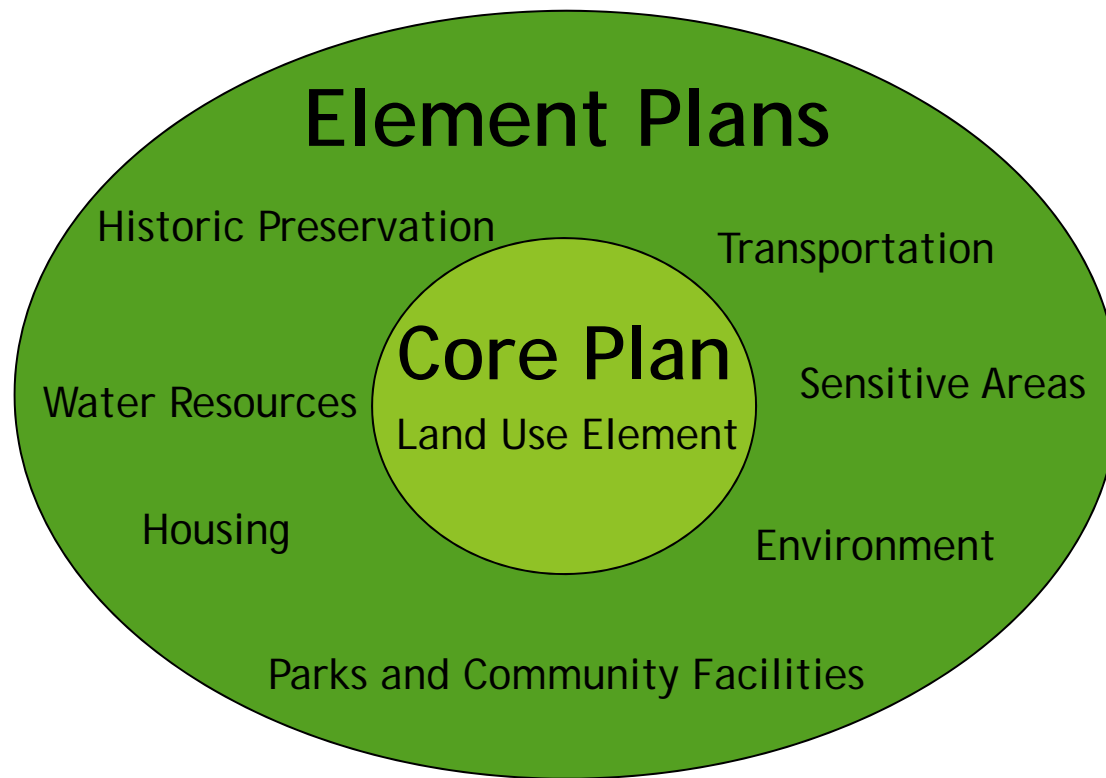 Element Plans
Historic Preservation
Transportation
Core Plan
Land Use Element
Water Resources
Sensitive Areas
Housing
Environment
Parks and Community Facilities